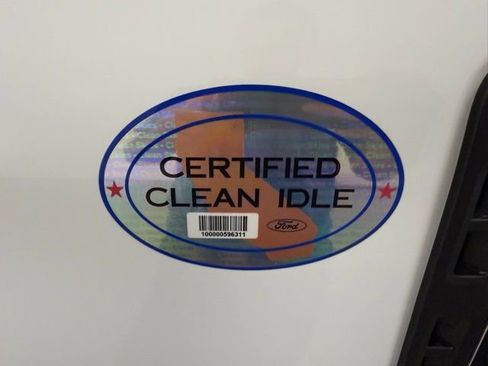 CERTIFIED
CLEAN IDLE
100000596311
Ford